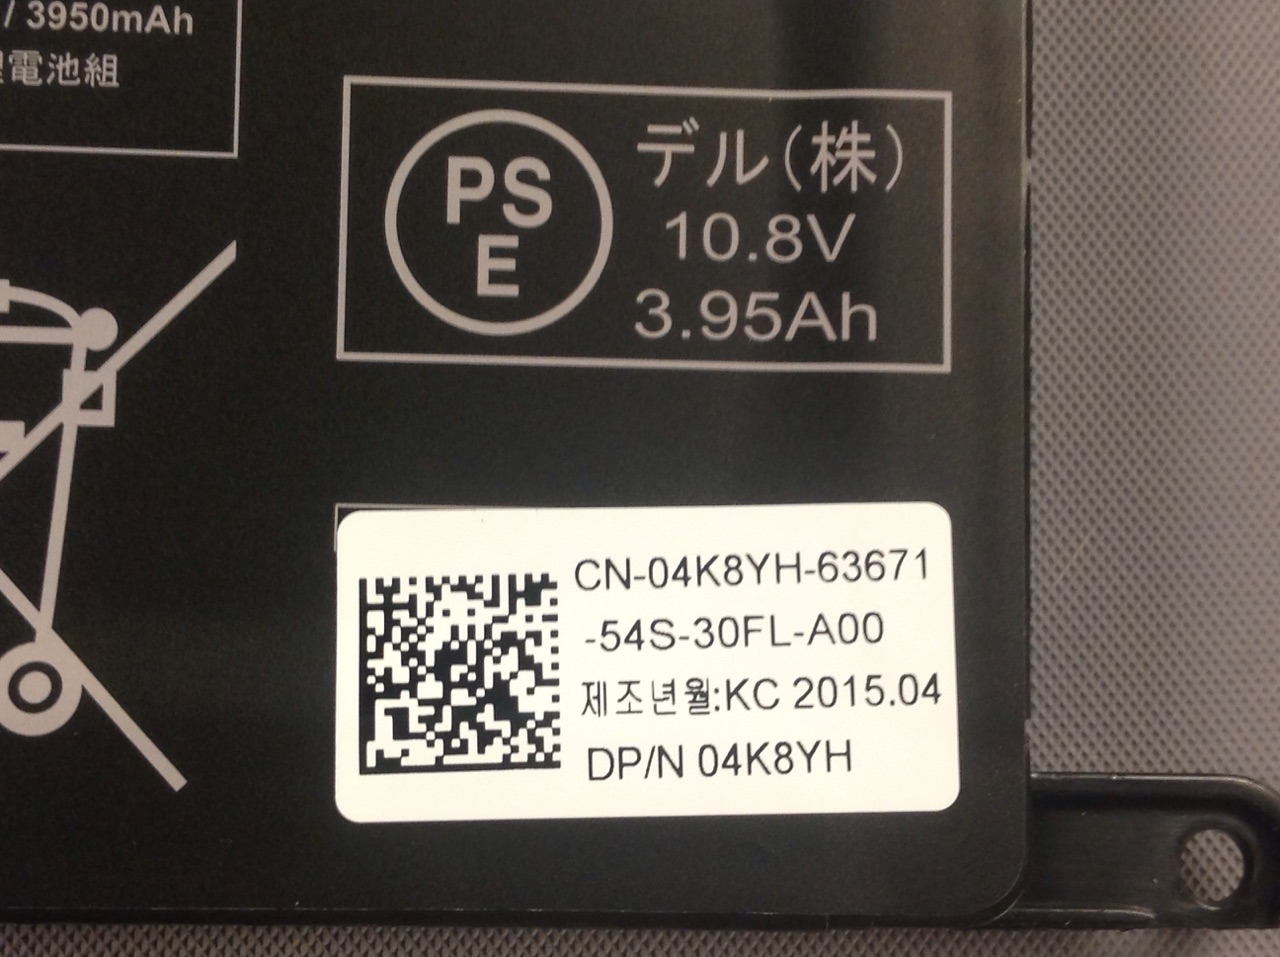 / 3950mAh
電池組
PS
E
デル(株)
10.8V
3.95Ah
CN-04K8YH-63671
-54S-30FL-A00
제조년월:KC 2015.04
DP/N 04K8YH